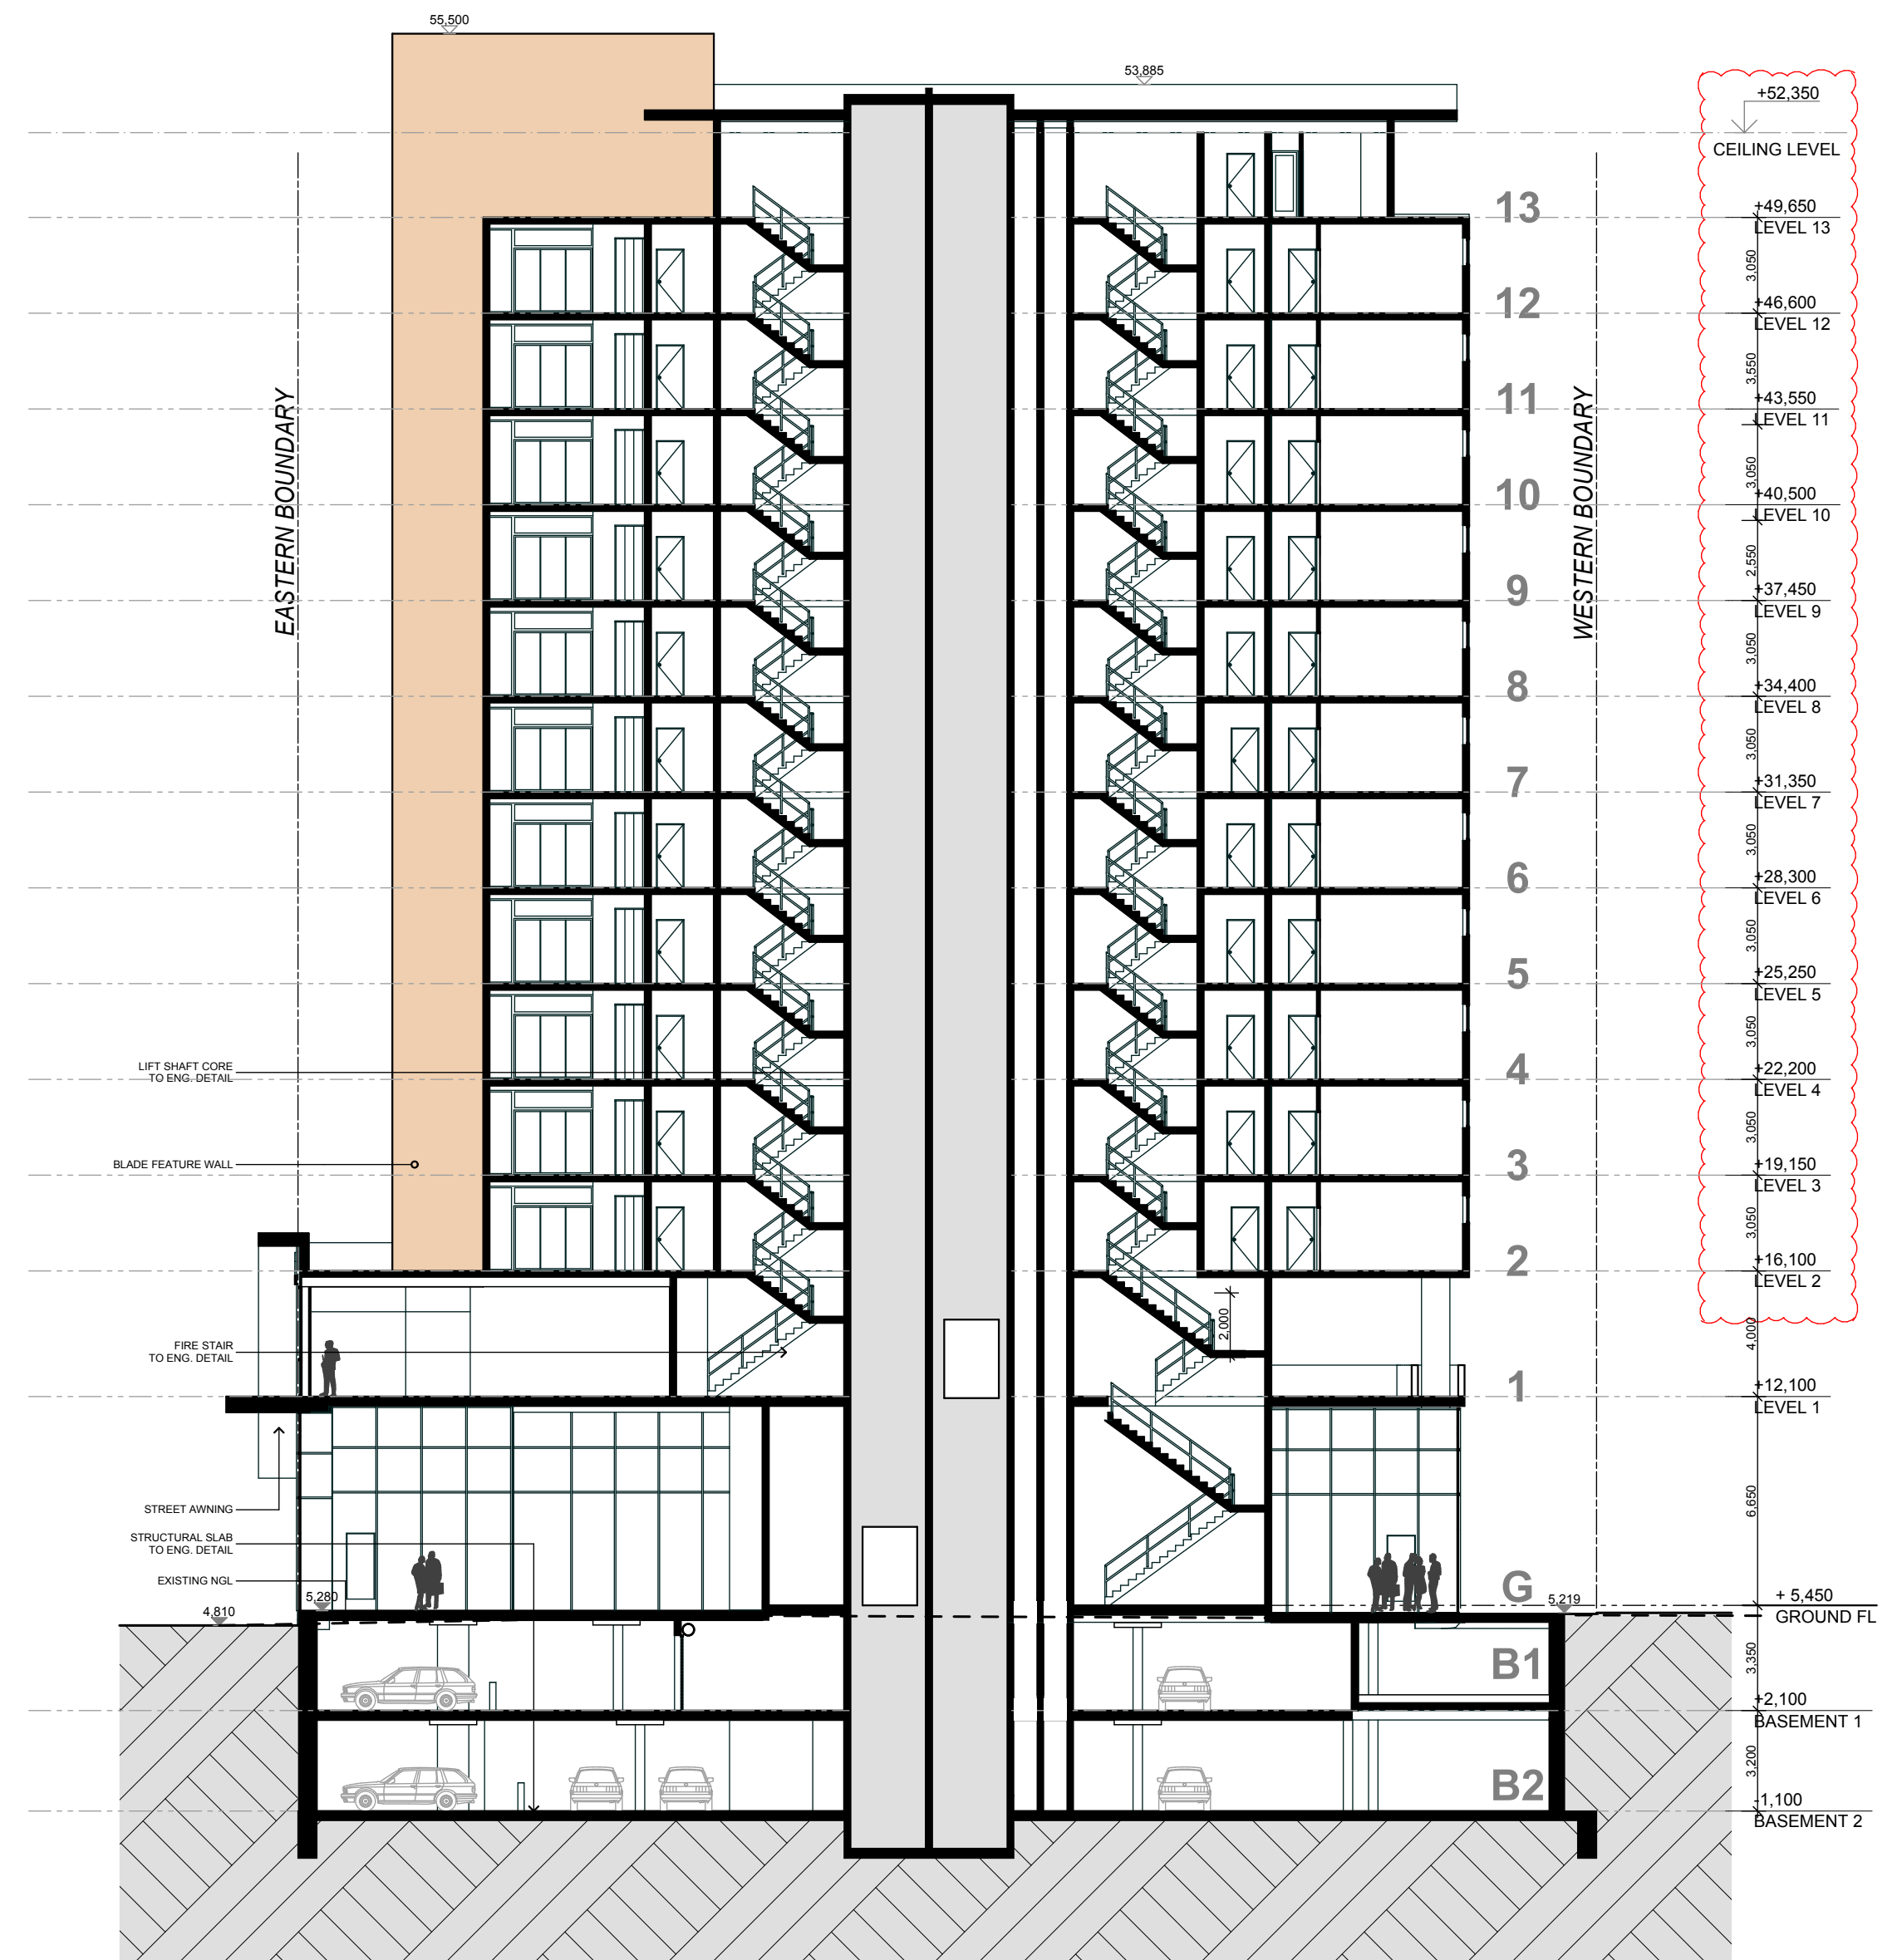 55,500
53,885
+52,350
CEILING LEVEL
13
+49,650
LEVEL 13
3,050
12
+46,600
LEVEL 12
3,550
EASTERN BOUNDARY
WESTERN BOUNDARY
11
+43,550
LEVEL 11
3,050
10
+40,500
LEVEL 10
2,550
9
+37,450
LEVEL 9
3,050
8
+34,400
LEVEL 8
3,050
7
+31,350
LEVEL 7
3,050
6
+28,300
LEVEL 6
3,050
5
+25,250
LEVEL 5
3,050
LIFT SHAFT CORE
TO ENG. DETAIL
4
+22,200
LEVEL 4
3,050
BLADE FEATURE WALL
3
+19,150
LEVEL 3
3,050
2
+16,100
LEVEL 2
2,000
4,000
FIRE STAIR
TO ENG. DETAIL
1
+12,100
LEVEL 1
STREET AWNING
6,650
STRUCTURAL SLAB
TO ENG. DETAIL
EXISTING NGL
G
5,280
4,810
5,219
+ 5,450
GROUND FL
B1
3,350
+2,100
BASEMENT 1
3,200
B2
-1,100
BASEMENT 2